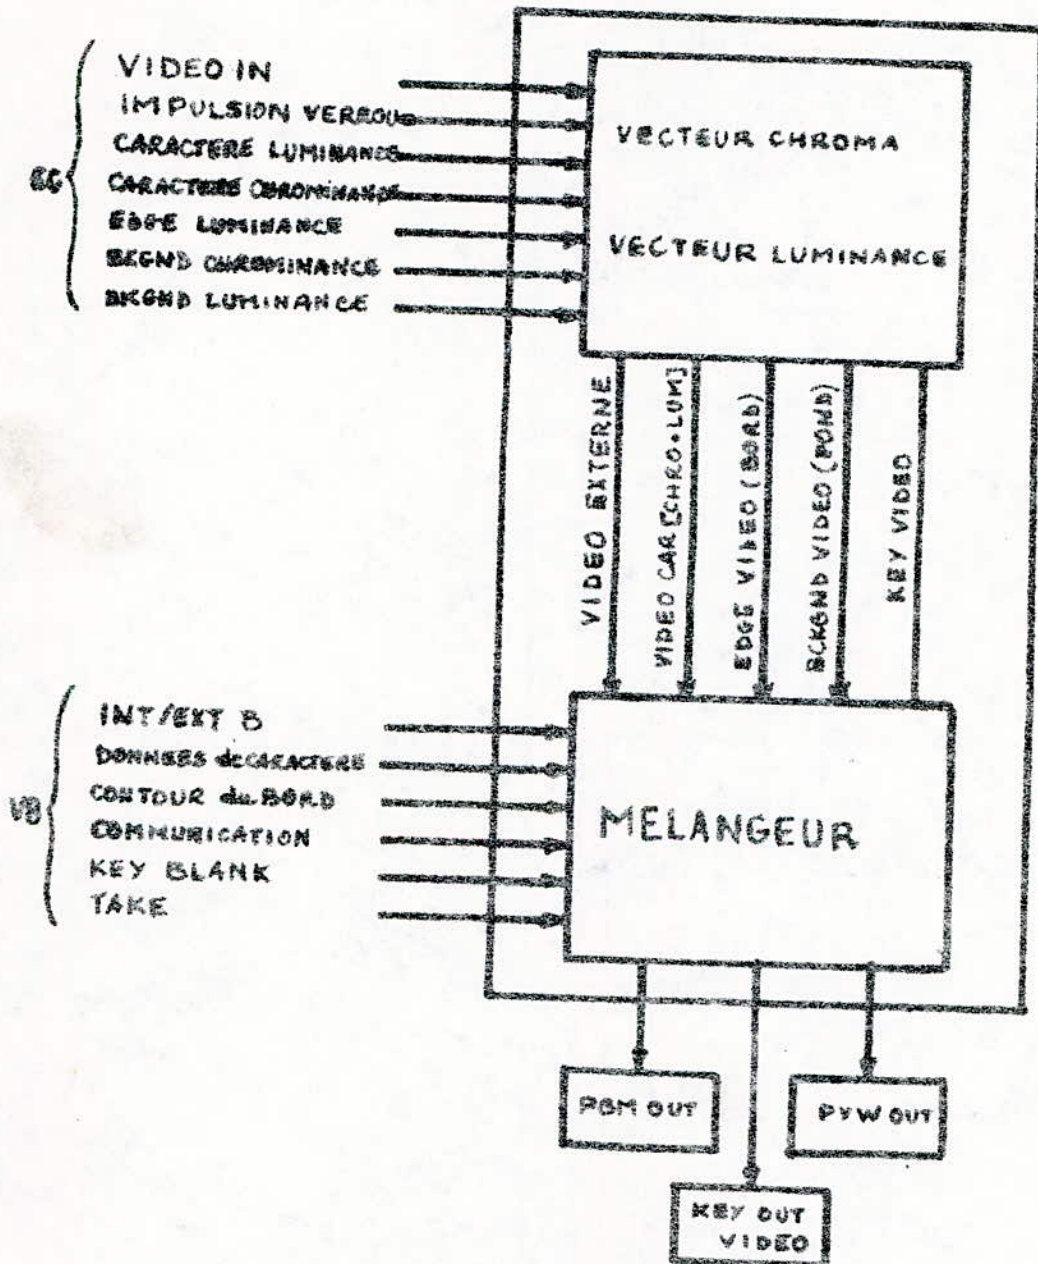 VIDEO IN
IMPULSION VERROU
CARACTERE LUMINANCE
CARACTERE CHROMINANCE
EDGE LUMINANCE
BKGND CHROMINANCE
BKGND LUMINANCE
VECTEUR CHROMA
VECTEUR LUMINANCE
VIDEO EXTERNE
VIDEO CAR [CHRO+LUM]
EDGE VIDEO (BORD)
BCKGND VIDEO (FOND)
KEY VIDEO
INT/EXT B
DONNEES de CARACTERE
CONTOUR du BORD
COMMUNICATION
KEY BLANK
TAKE
MELANGEUR
PGM OUT
PVW OUT
KEY OUT
VIDEO